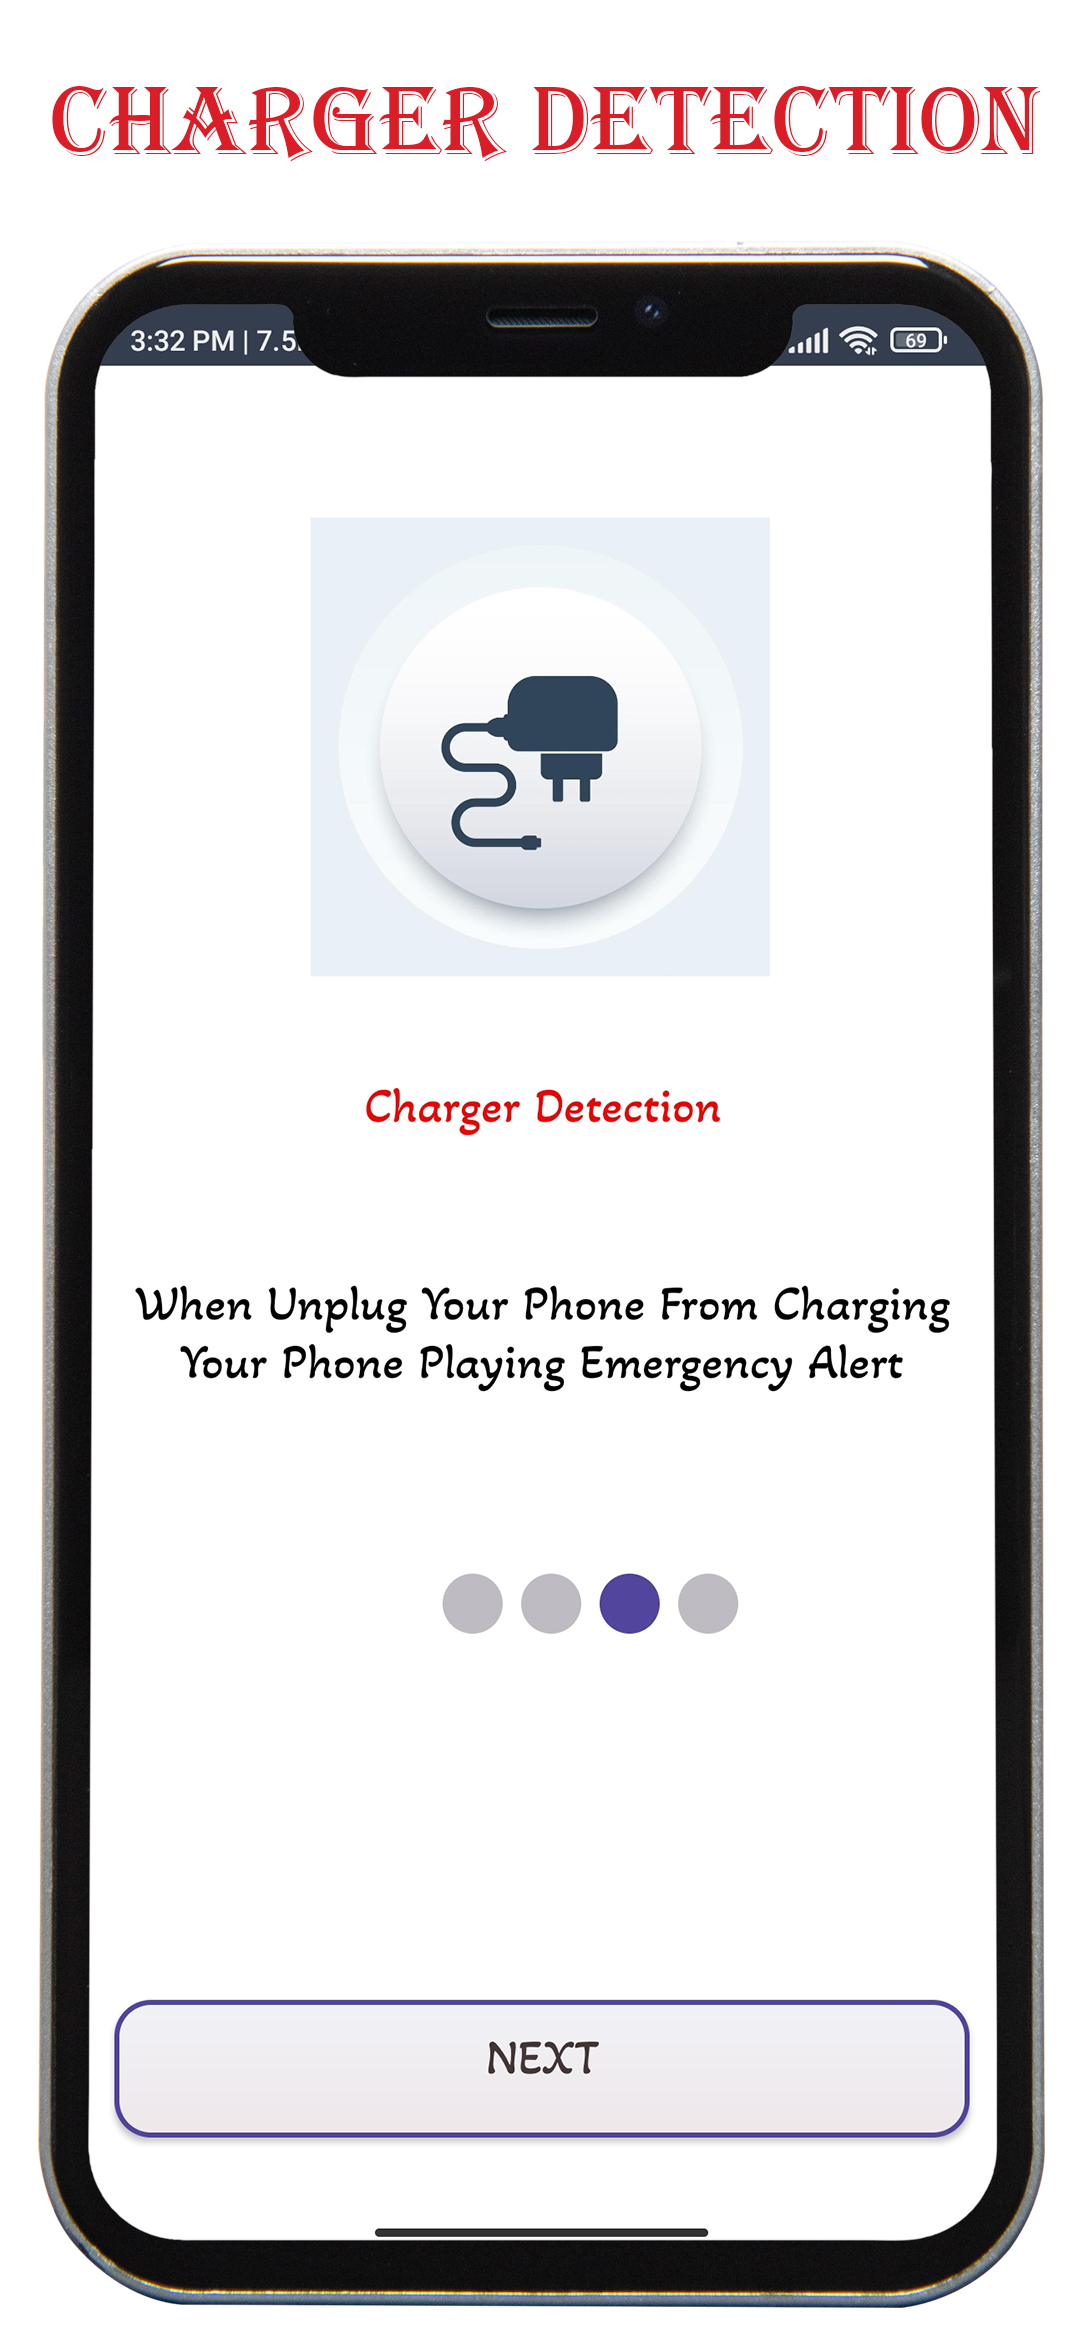 CHARGER DETECTION
3:32 PM | 7.5
69
Charger Detection
When Unplug Your Phone From Charging
Your Phone Playing Emergency Alert
NEXT